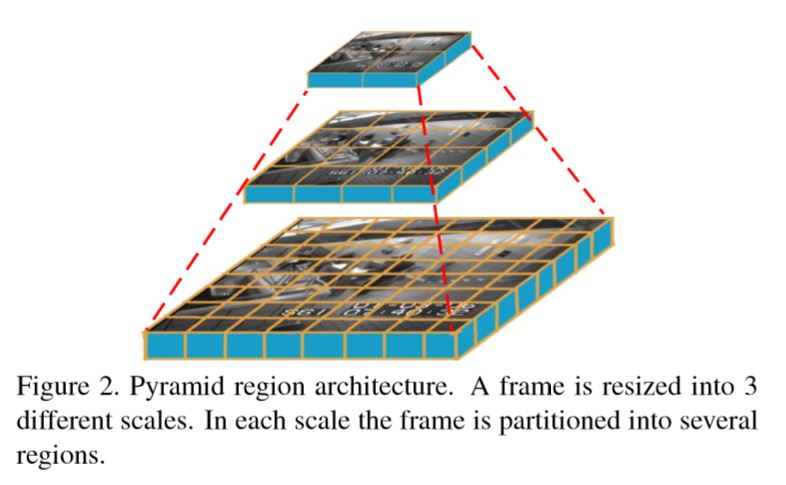 Figure 2. Pyramid region architecture. A frame is resized into 3
different scales. In each scale the frame is partitioned into several
regions.